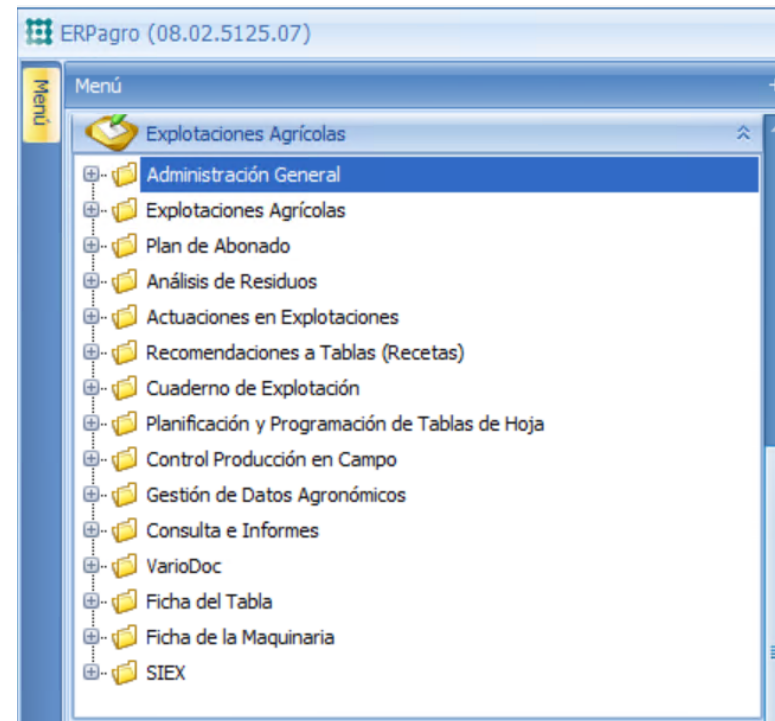 ERPagro (08.02.5125.07)
Menú
Menú
Explotaciones Agrícolas
Administración General
Explotaciones Agrícolas
Plan de Abonado
Análisis de Residuos
Actuaciones en Explotaciones
Recomendaciones a Tablas (Recetas)
Cuaderno de Explotación
Planificación y Programación de Tablas de Hoja
Control Producción en Campo
Gestión de Datos Agronómicos
Consulta e Informes
VarioDoc
Ficha del Tabla
Ficha de la Maquinaria
SIEX